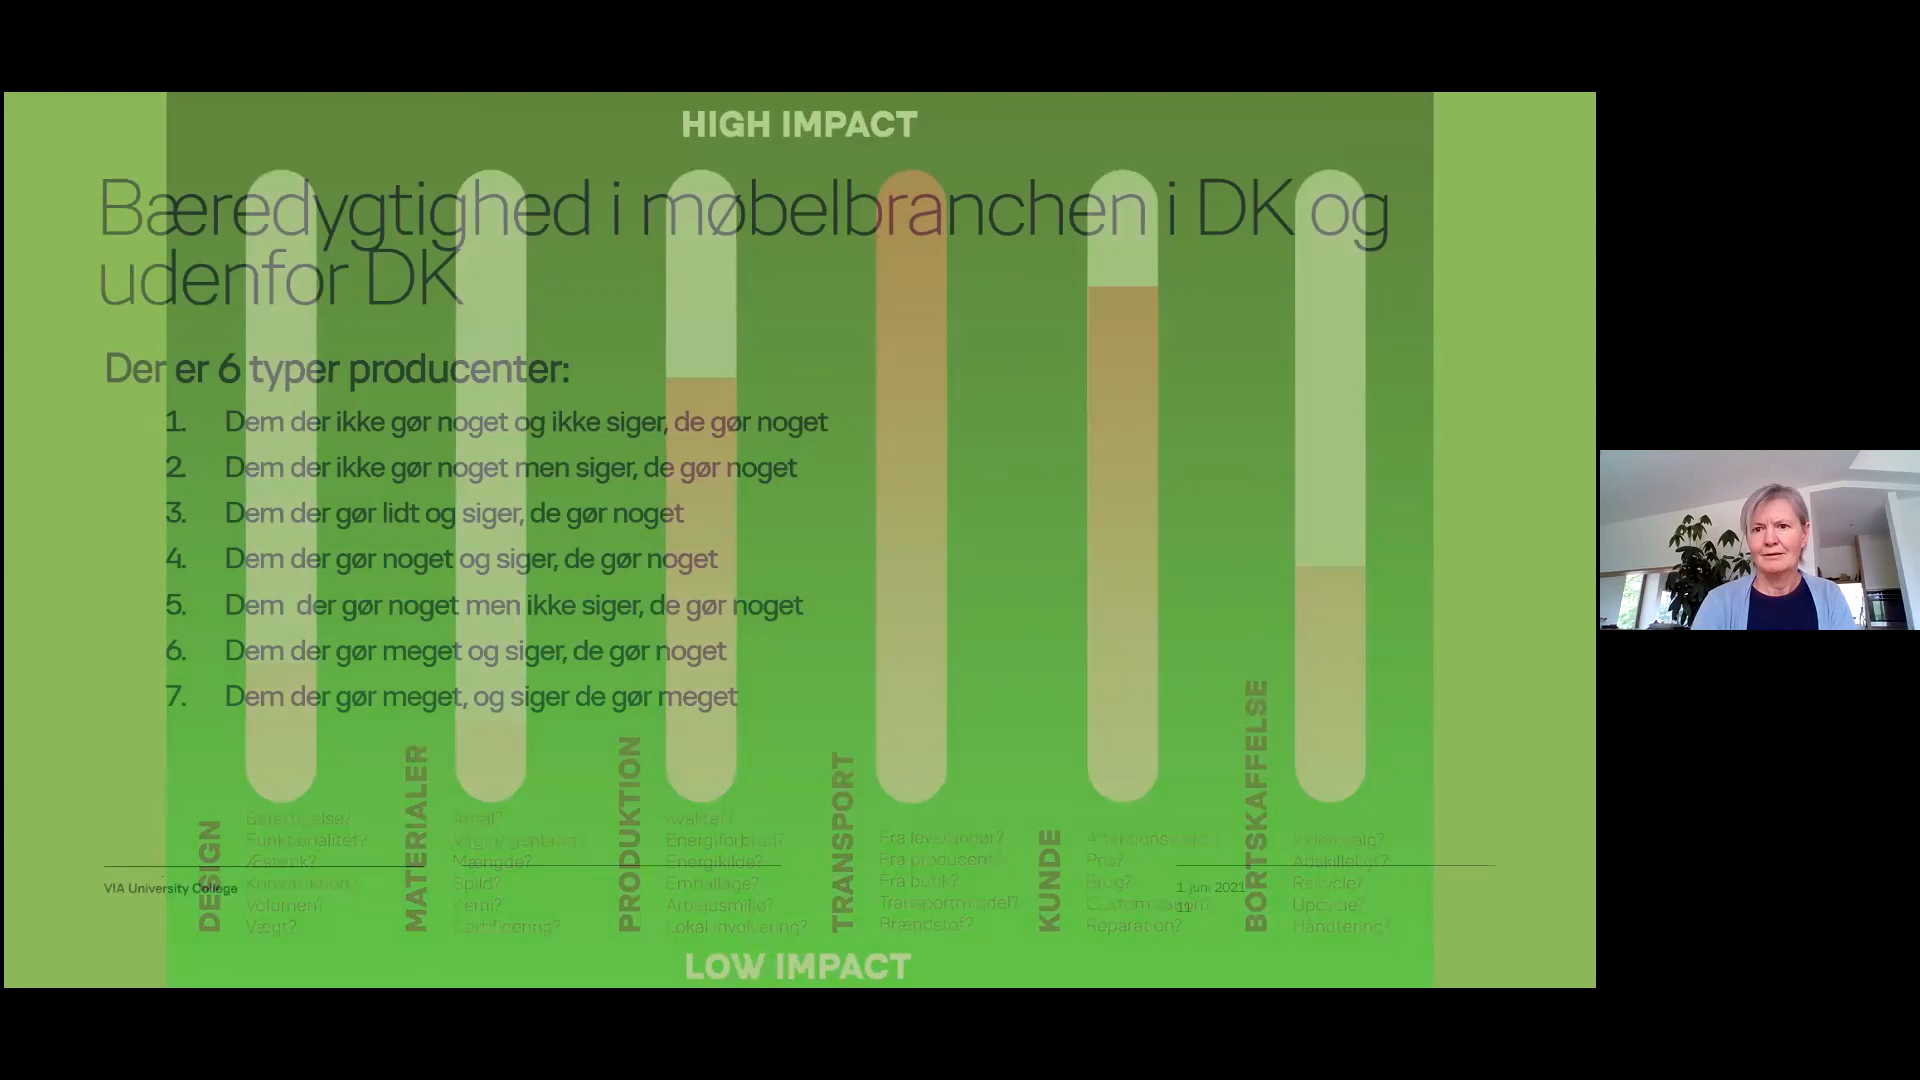 HIGH IMPACT
Bæredygtighed i møbelbranchen i DK og
udenfor DK
Der er 6 typer producenter:
1. Dem der ikke gør noget og ikke siger, de gør noget
2. Dem der ikke gør noget men siger, de gør noget
3. Dem der gør lidt og siger, de gør noget
4. Dem der gør noget og siger, de gør noget
5. Dem der gør noget men ikke siger, de gør noget
6. Dem der gør meget og siger, de gør noget
7. Dem der gør meget, og siger de gør meget
DESIGN
Funktionalitet?
Æstetik?
Konstruktion?
Volumen?
Vægt?
MATERIALER
Antal?
Mængde?
Spild?
Kemi?
Certificering?
PRODUKTION
Kvalitet?
Energiforbrug?
Energikilde?
Emballage?
Arbejdsmiljø?
Lokal involvering?
TRANSPORT
Fra leverandør?
Fra producent?
Fra butik?
Transportmiddel?
Brændstof?
KUNDE
Pris?
Brug?
Reparation?
BORTSKAFFELSE
Videresalg?
Adskilleligt?
Recycle?
Upcycle?
Håndtering?
VIA University College
1. juni 2021
11
LOW IMPACT